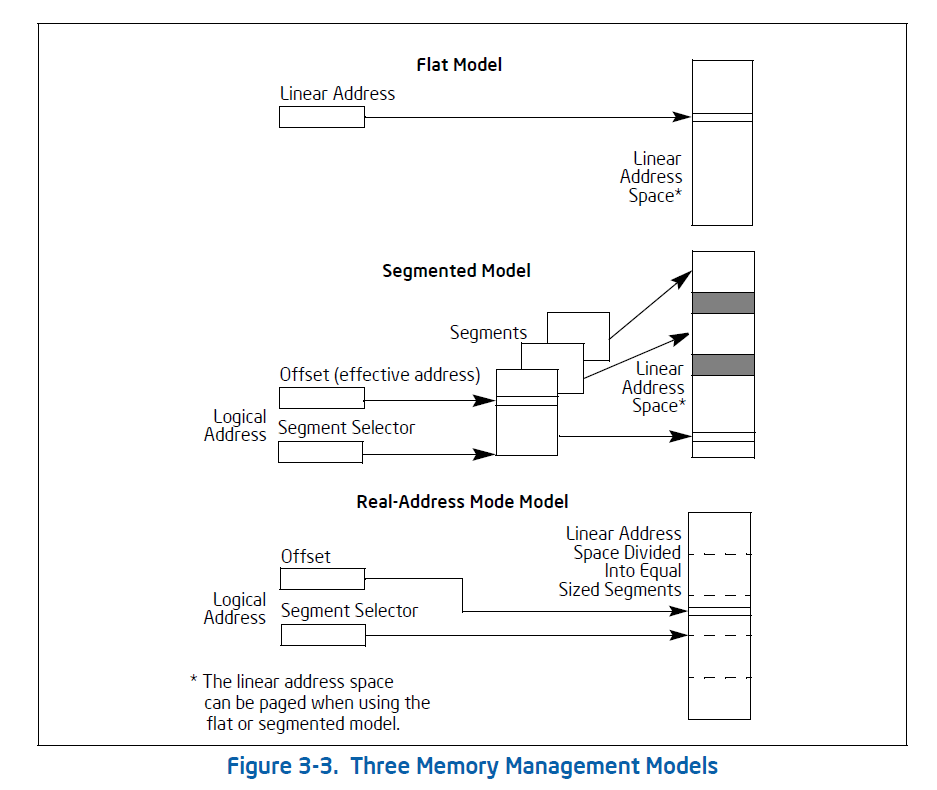 Flat Model
Linear Address
Linear
Address
Space*
Segmented Model
Segments
Offset (effective address)
Logical
Address
Segment Selector
Linear
Address
Space*
Real-Address Mode Model
Offset
Logical
Address
Segment Selector
Linear Address
Space Divided
Into Equal
Sized Segments
* The linear address space
can be paged when using the
flat or segmented model.
Figure 3-3. Three Memory Management Models